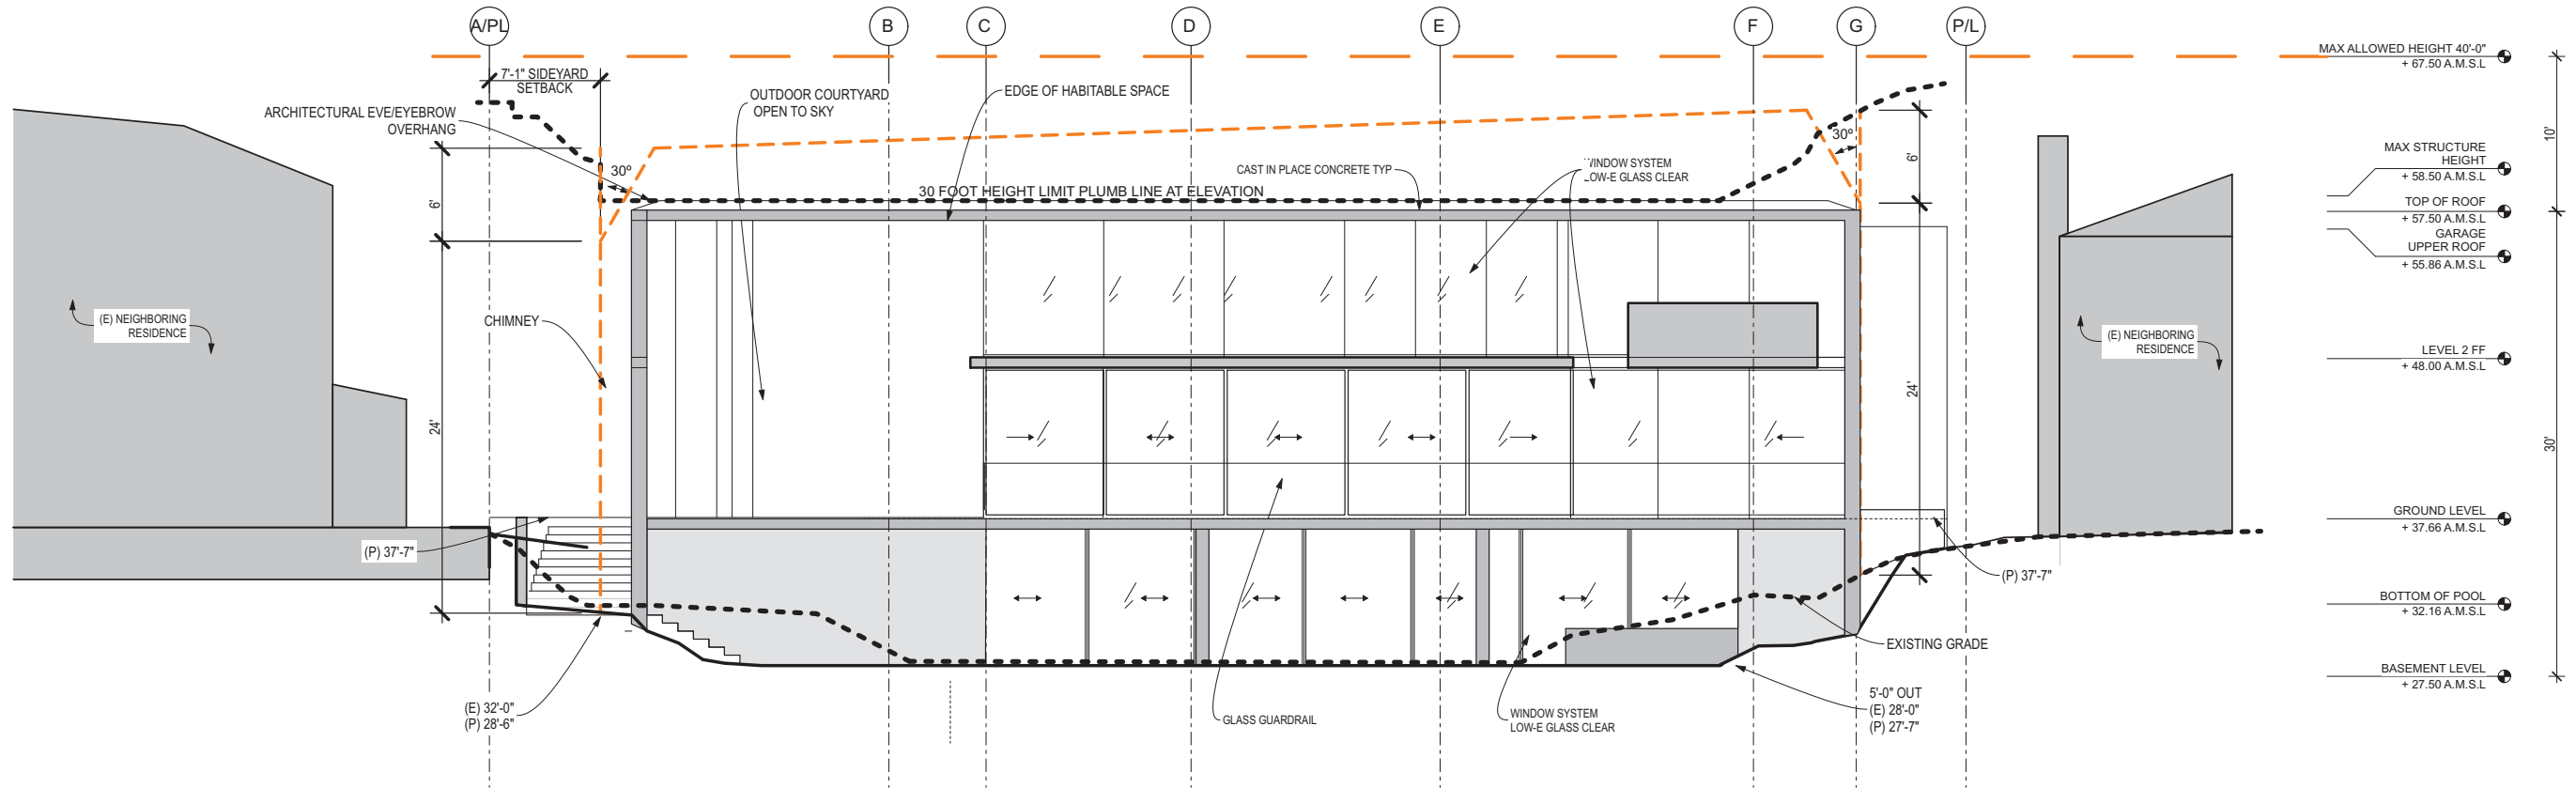 A/PL
B
C
D
E
F
G
P/L
MAX ALLOWED HEIGHT 40'-0"
+ 67.50 A.M.S.L
7'-1" SIDEYARD
SETBACK
ARCHITECTURAL EVE/EYEBROW
OVERHANG
OUTDOOR COURTYARD
OPEN TO SKY
EDGE OF HABITABLE SPACE
30º
30º
6'
6'
10'
CAST IN PLACE CONCRETE TYP
LOW-E GLASS CLEAR
30 FOOT HEIGHT LIMIT PLUMB LINE AT ELEVATION
MAX STRUCTURE
HEIGHT
+ 58.50 A.M.S.L
TOP OF ROOF
+ 57.50 A.M.S.L
GARAGE
UPPER ROOF
+ 55.86 A.M.S.L
(E) NEIGHBORING
RESIDENCE
CHIMNEY
(E) NEIGHBORING
RESIDENCE
LEVEL 2 FF
+ 48.00 A.M.S.L
24'
24'
30'
GROUND LEVEL
+ 37.66 A.M.S.L
(P) 37'-7"
(P) 37'-7"
BOTTOM OF POOL
+ 32.16 A.M.S.L
EXISTING GRADE
BASEMENT LEVEL
+ 27.50 A.M.S.L
(E) 32'-0"
(P) 28'-6"
GLASS GUARDRAIL
WINDOW SYSTEM
LOW-E GLASS CLEAR
5'-0" OUT
(E) 28'-0"
(P) 27'-7"